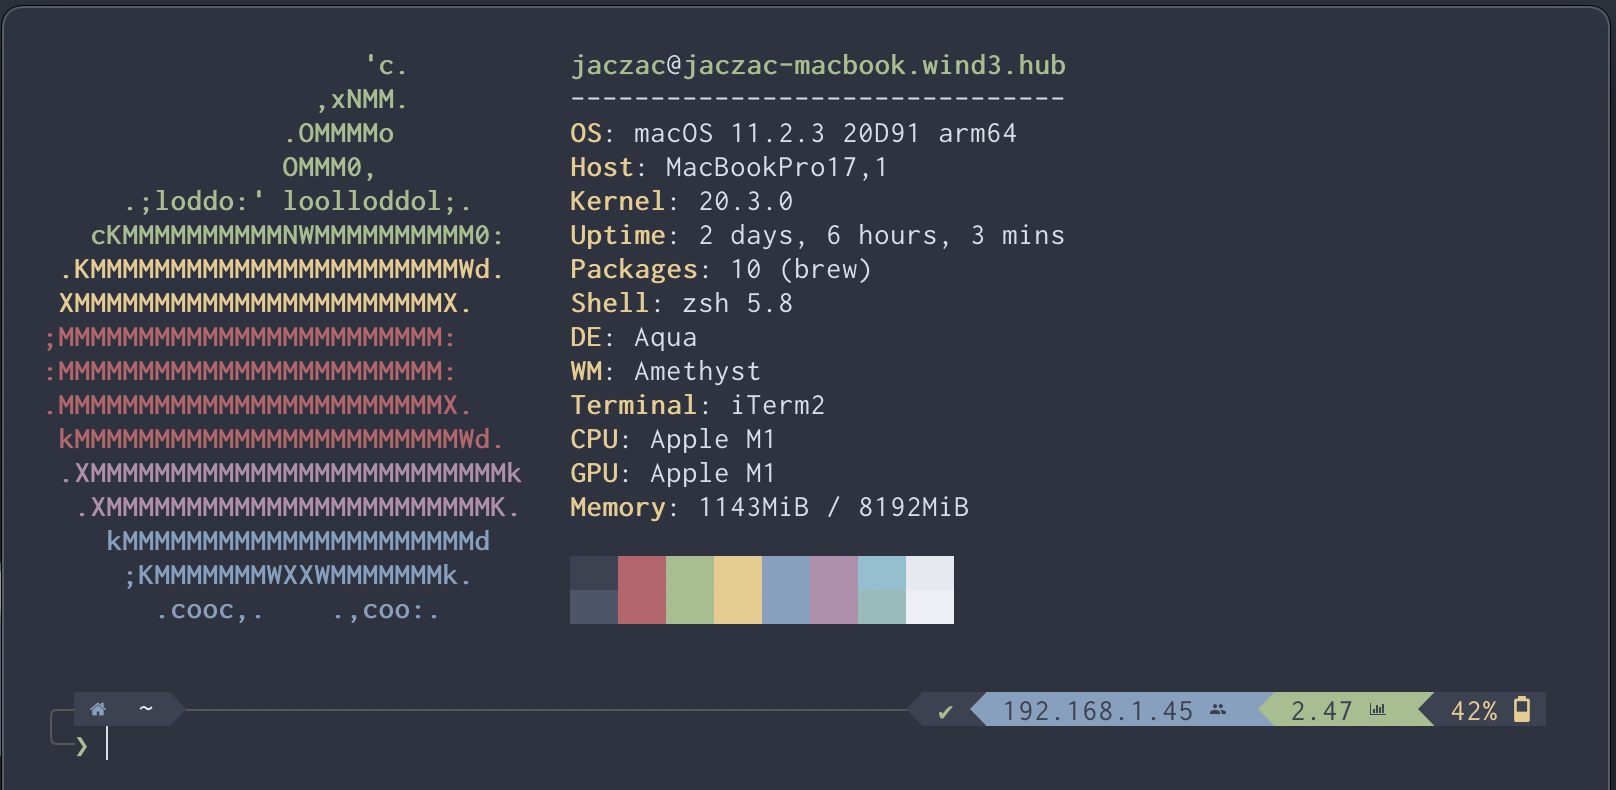 'c.
,xNMM.
.OMMMMo
OMMM0,
.;loddo:' loolloddol;.
cKMMMMMMMMMMNWMMMMMMMMMM0:
.KMMMMMMMMMMMMMMMMMMMMMMMWd.
XMMMMMMMMMMMMMMMMMMMMMMMX.
;MMMMMMMMMMMMMMMMMMMMMMMM:
:MMMMMMMMMMMMMMMMMMMMMMMM:
.MMMMMMMMMMMMMMMMMMMMMMMMX.
kMMMMMMMMMMMMMMMMMMMMMMMMWd.
.XMMMMMMMMMMMMMMMMMMMMMMMMMMk
.XMMMMMMMMMMMMMMMMMMMMMMMMK.
kMMMMMMMMMMMMMMMMMMMMMMd
;KMMMMMMMWXXWMMMMMMMk.
.cooc,.    .,coo:.
jaczac@jaczac-macbook.wind3.hub
-------------------------------
OS: macOS 11.2.3 20D91 arm64
Host: MacBookPro17,1
Kernel: 20.3.0
Uptime: 2 days, 6 hours, 3 mins
Packages: 10 (brew)
Shell: zsh 5.8
DE: Aqua
WM: Amethyst
Terminal: iTerm2
CPU: Apple M1
GPU: Apple M1
Memory: 1143MiB / 8192MiB
~ ✔ 192.168.1.45 2.47 42%
❯